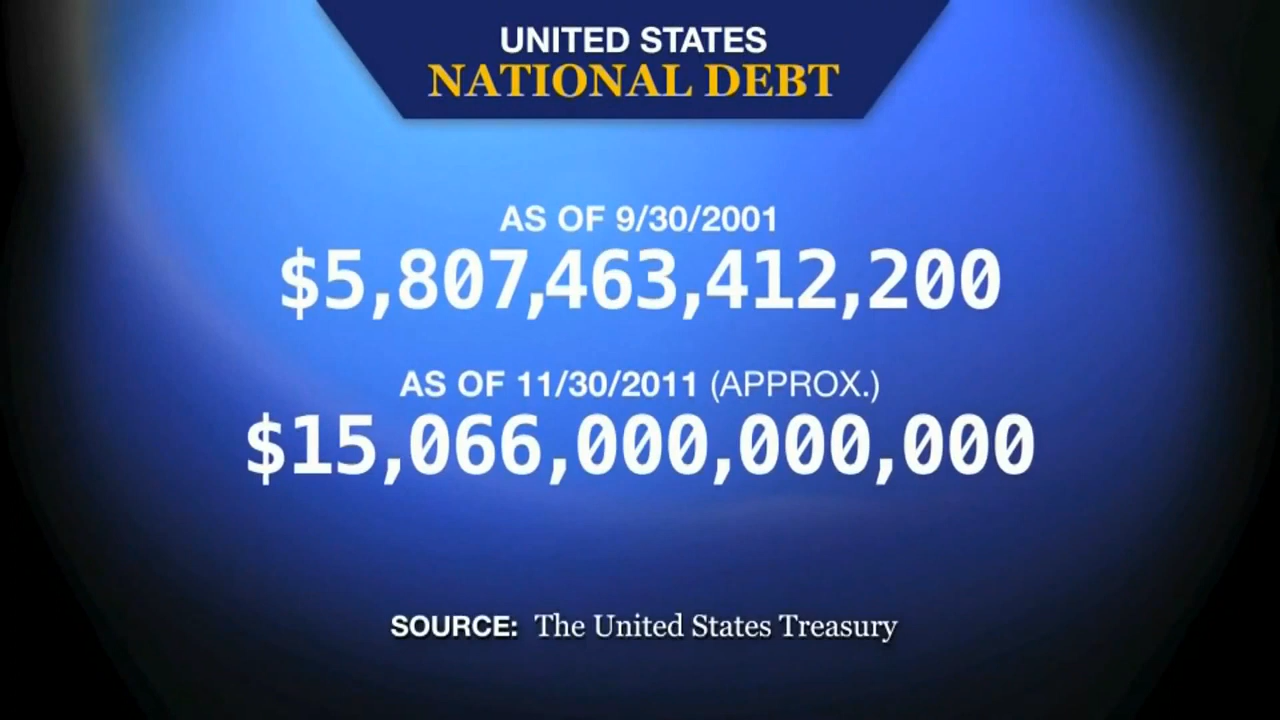 UNITED STATES
NATIONAL DEBT
AS OF 9/30/2001
$5,807,463,412,200
AS OF 11/30/2011 (APPROX.)
$15,066,000,000,000
SOURCE: The United States Treasury